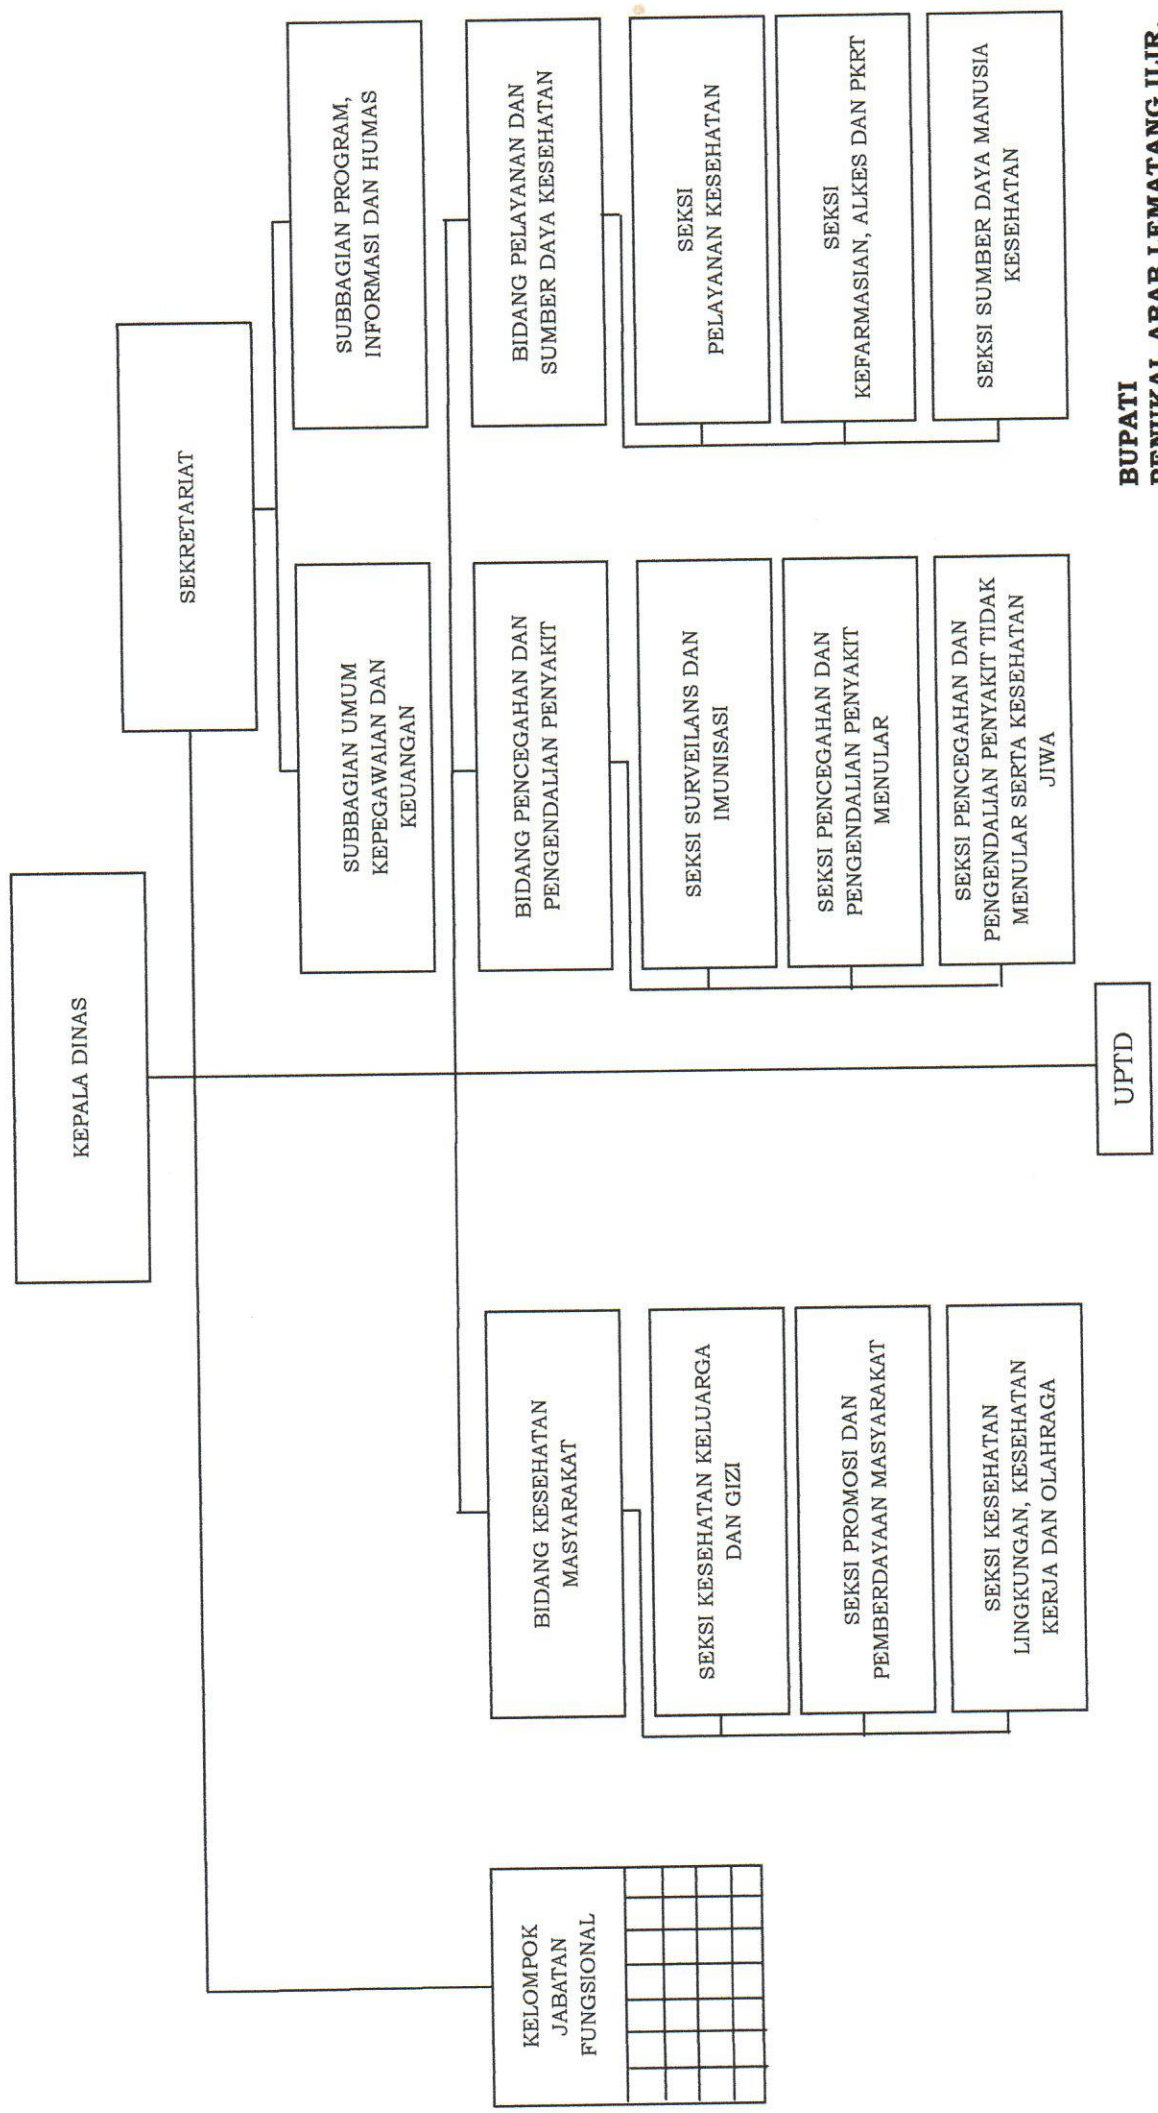 KEPALA DINAS
SEKRETARIAT
SUBBAGIAN UMUM
KEPEGAWAIAN DAN
KEUANGAN
SUBBAGIAN PROGRAM,
INFORMASI DAN HUMAS
KELOMPOK
JABATAN
FUNGSIONAL
BIDANG KESEHATAN
MASYARAKAT
SEKSI KESEHATAN KELUARGA
DAN GIZI
SEKSI PROMOSI DAN
PEMBERDAYAAN MASYARAKAT
SEKSI KESEHATAN
LINGKUNGAN, KESEHATAN
KERJA DAN OLAHRAGA
BIDANG PENCEGAHAN DAN
PENGENDALIAN PENYAKIT
SEKSI SURVEILANS DAN
IMUNISASI
SEKSI PENCEGAHAN DAN
PENGENDALIAN PENYAKIT
MENULAR
SEKSI PENCEGAHAN DAN
PENGENDALIAN PENYAKIT TIDAK
MENULAR SERTA KESEHATAN
JIWA
BIDANG PELAYANAN DAN
SUMBER DAYA KESEHATAN
SEKSI
PELAYANAN KESEHATAN
SEKSI
KEFARMASIAN, ALKES DAN PKRT
SEKSI SUMBER DAYA MANUSIA
KESEHATAN
UPTD
BUPATI
PENUKAL ABAB LEMATANG ILIR,